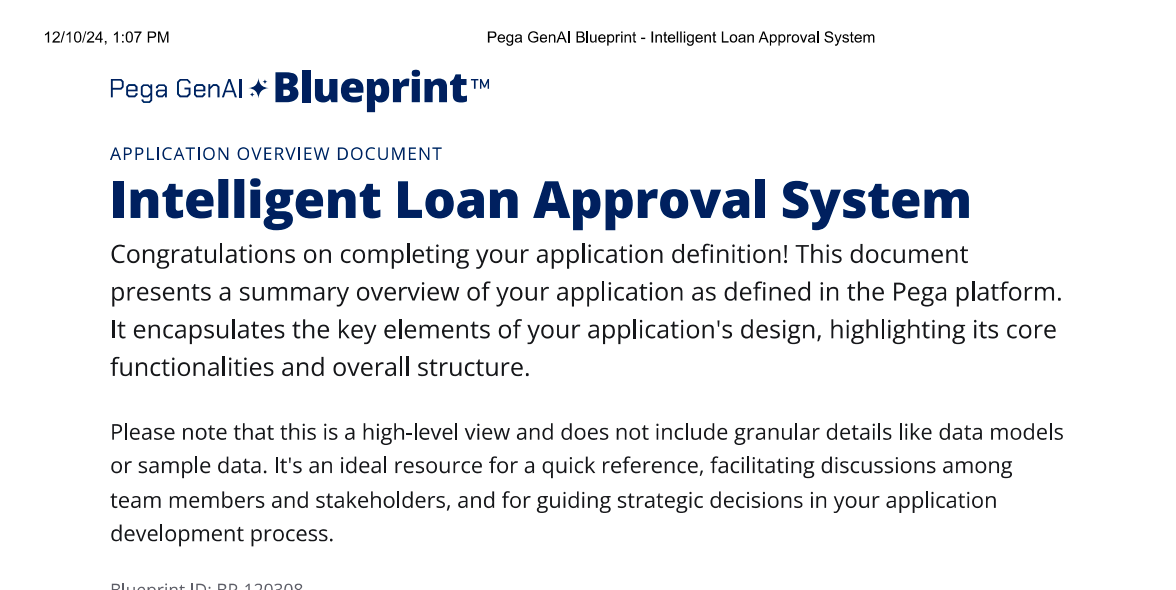 12/10/24, 1:07 PM Pega GenAI Blueprint - Intelligent Loan Approval System
Pega GenAI Blueprint™
APPLICATION OVERVIEW DOCUMENT
Intelligent Loan Approval System
Congratulations on completing your application definition! This document
presents a summary overview of your application as defined in the Pega platform.
It encapsulates the key elements of your application's design, highlighting its core
functionalities and overall structure.
Please note that this is a high-level view and does not include granular details like data models
or sample data. It's an ideal resource for a quick reference, facilitating discussions among
team members and stakeholders, and for guiding strategic decisions in your application
development process.
Blueprint ID: BP-120308